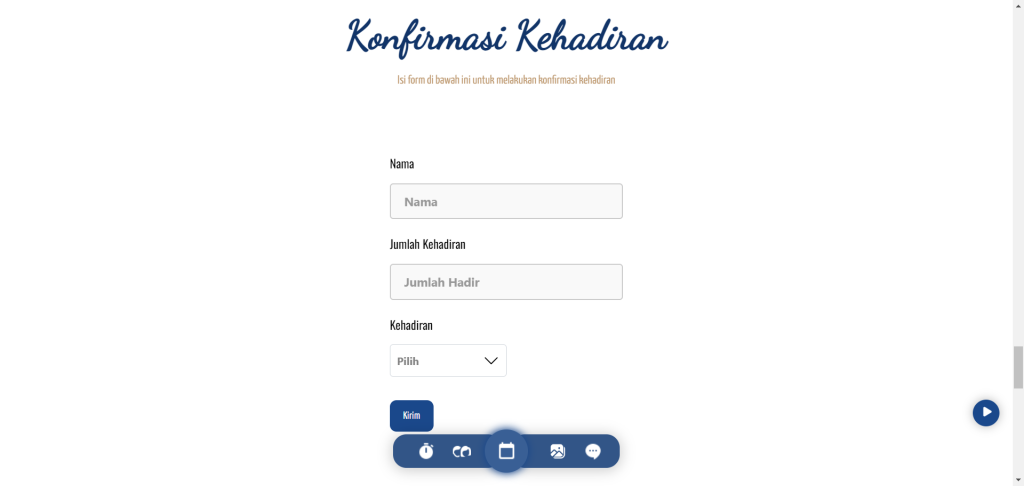 Konfirmasi Kehadiran
Isi form di bawah ini untuk melakukan konfirmasi kehadiran
Nama
Nama
Jumlah Kehadiran
Jumlah Hadir
Kehadiran
Pilih
Kirim